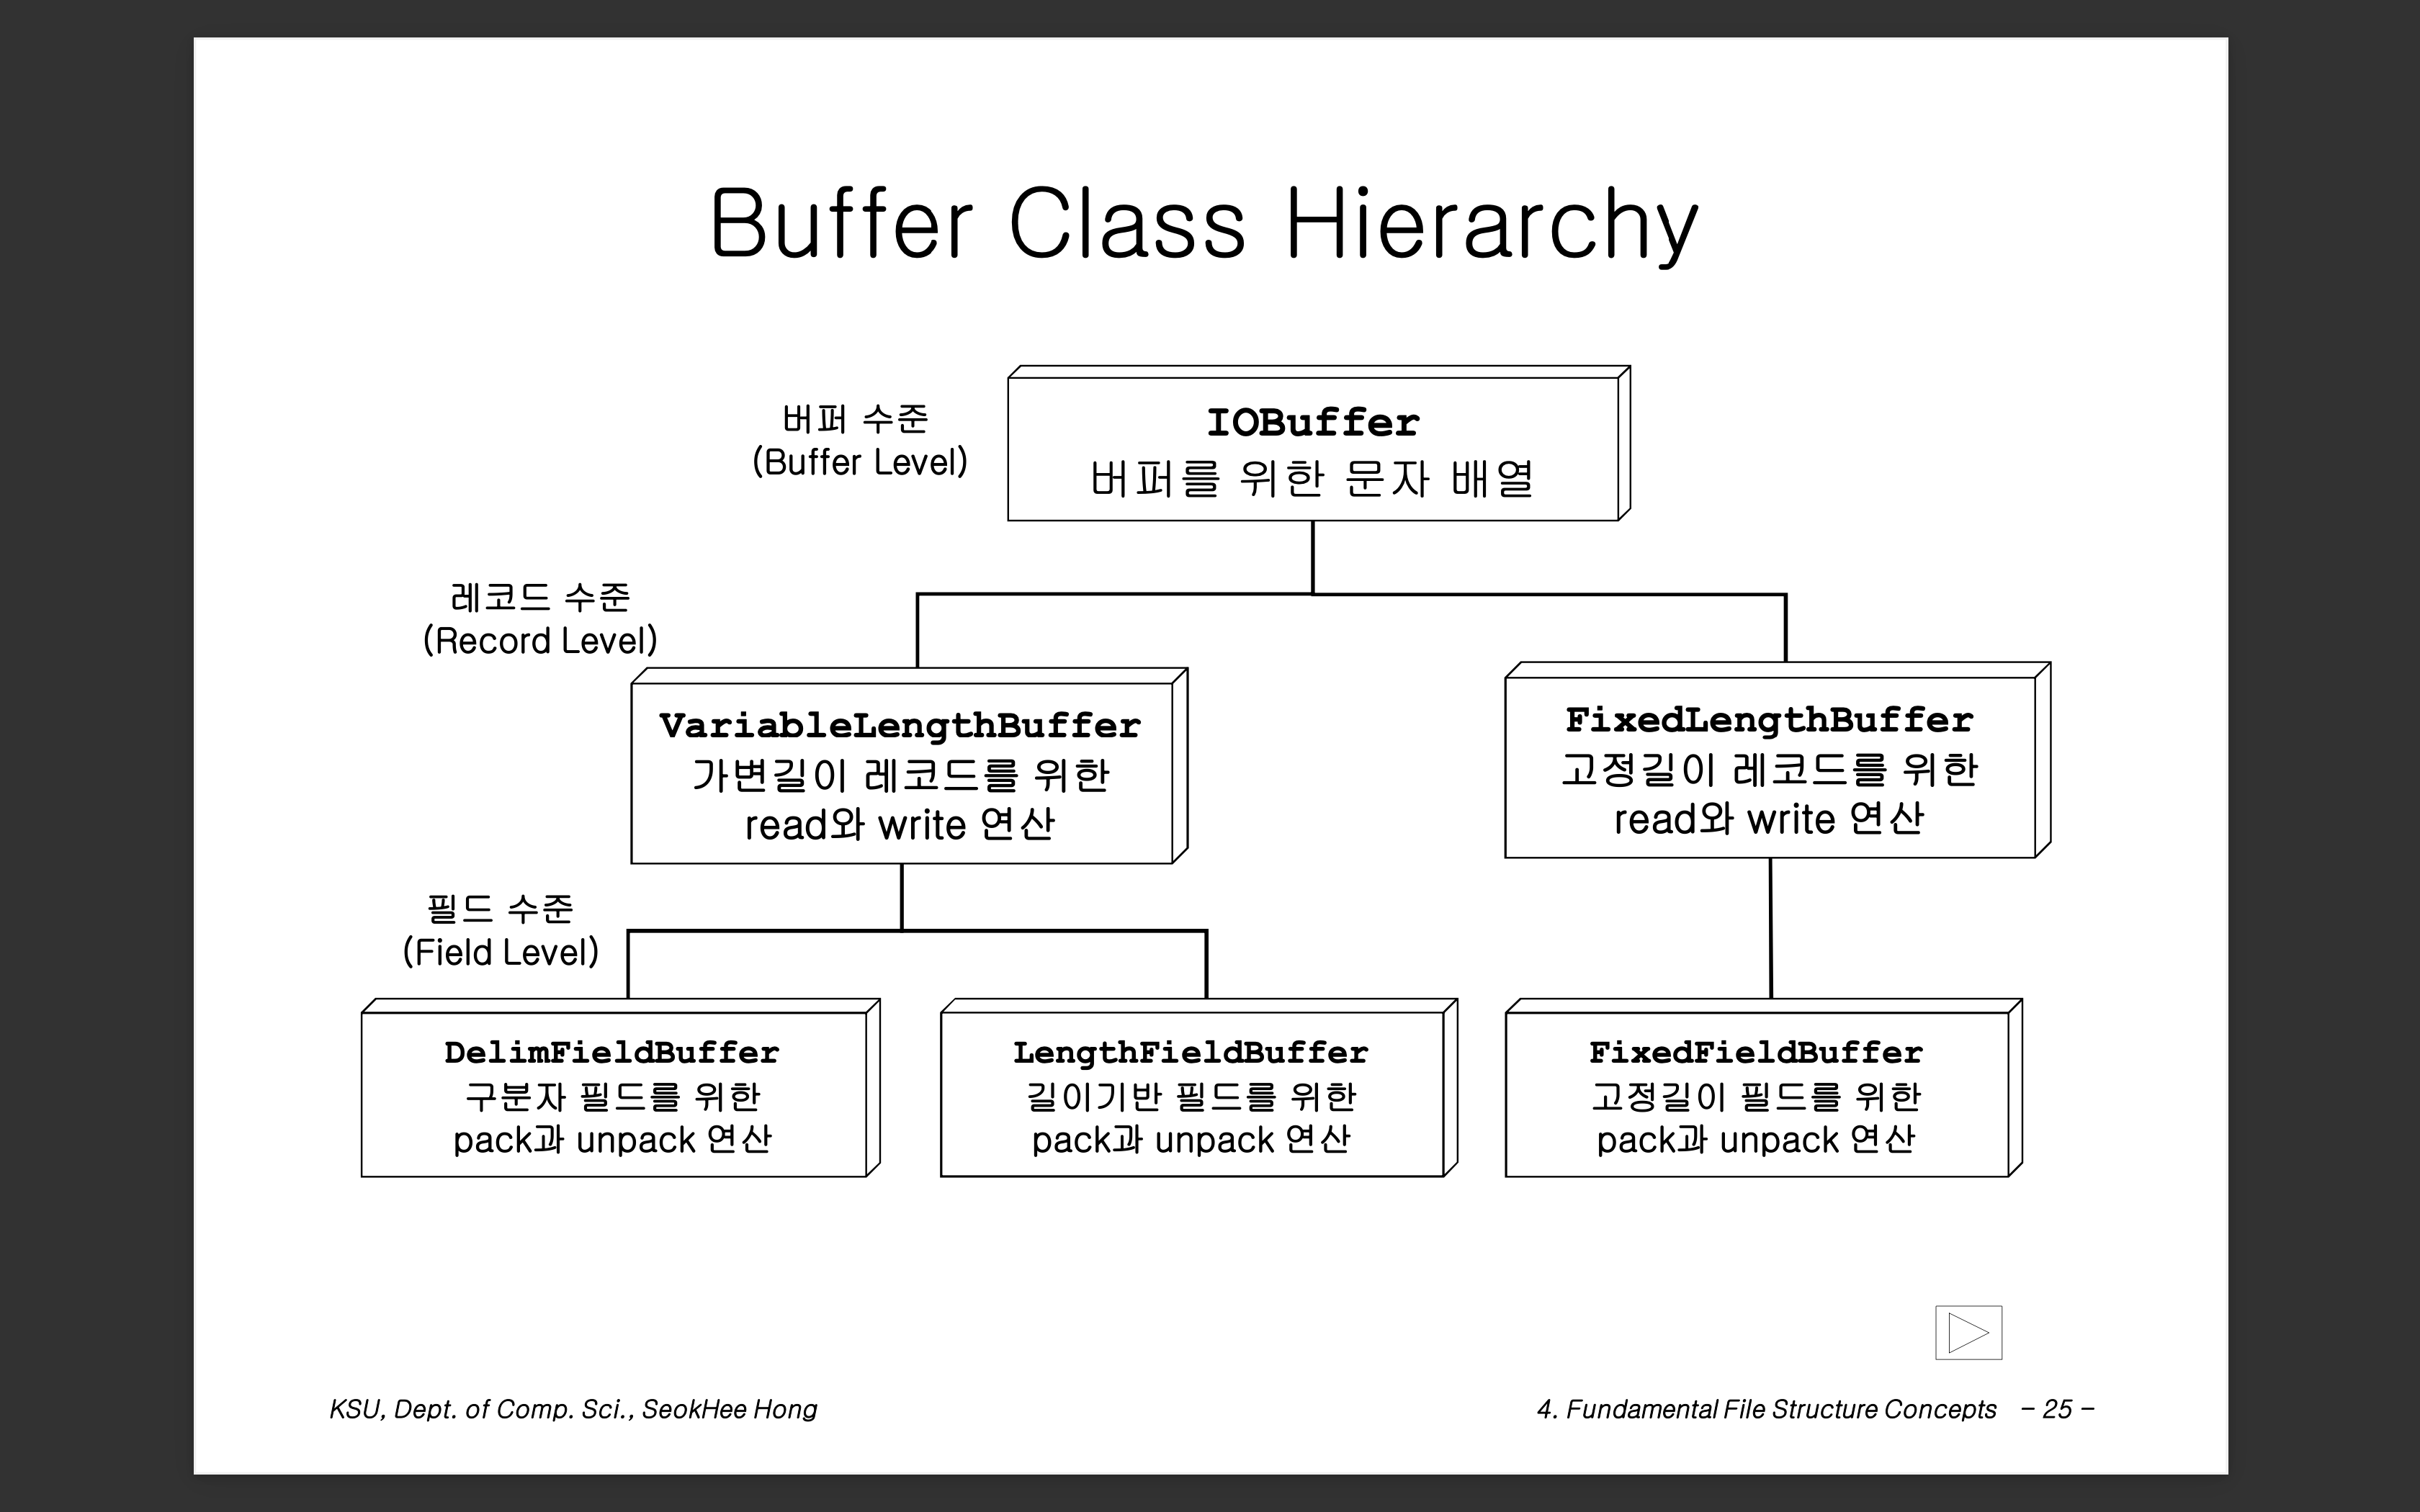 Buffer Class Hierarchy
버퍼 수준
(Buffer Level)
IOBuffer
버퍼를 위한 문자 배열
레코드 수준
(Record Level)
VariableLengthBuffer
가변길이 레코드를 위한
read와 write 연산
FixedLengthBuffer
고정길이 레코드를 위한
read와 write 연산
필드 수준
(Field Level)
DelimFieldBuffer
구분자 필드를 위한
pack과 unpack 연산
LengthFieldBuffer
길이기반 필드를 위한
pack과 unpack 연산
FixedFieldBuffer
고정길이 필드를 위한
pack과 unpack 연산
KSU, Dept. of Comp. Sci., SeokHee Hong
4. Fundamental File Structure Concepts - 25 -